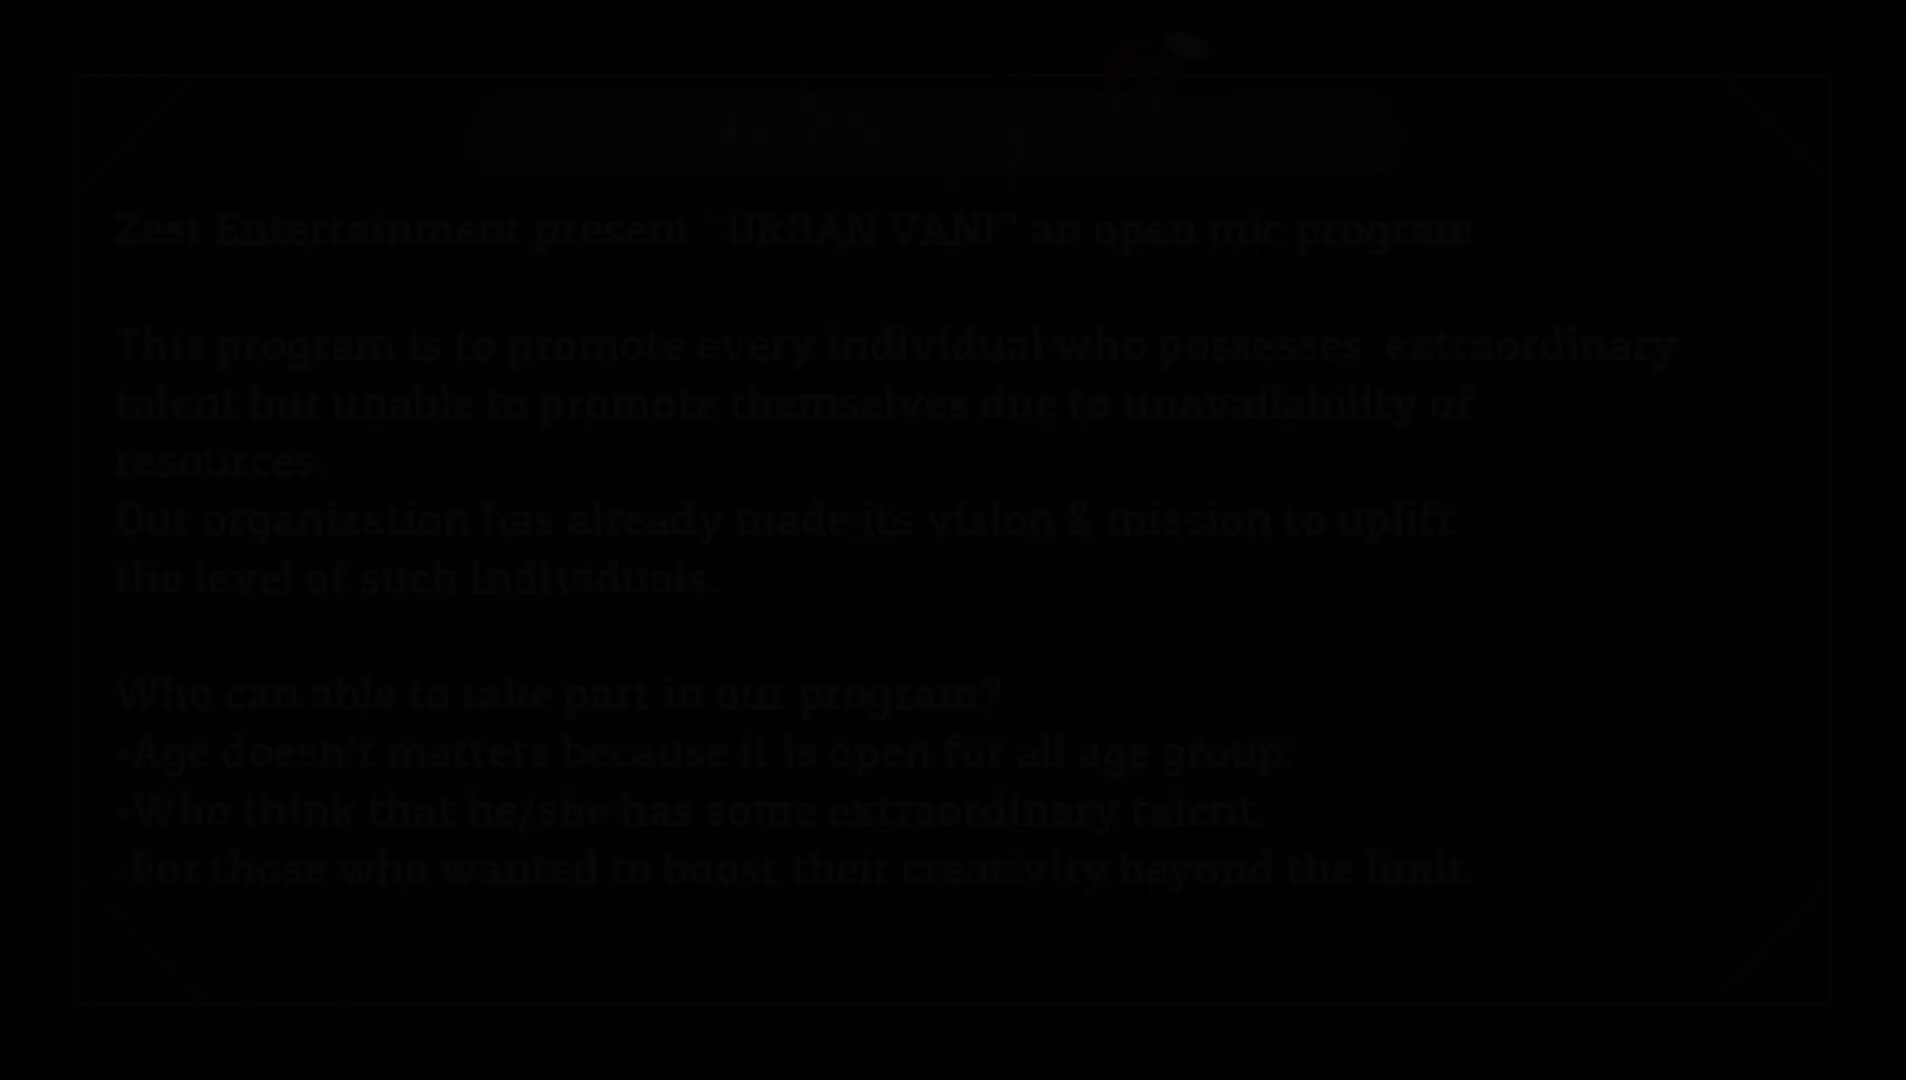 Zest Entertainment present "URBAN VANI" an open mic program
This program is to promote every individual who possesses extraordinary
talent but unable to promote themselves due to unavailability of
resources.
Our organization has already made its vision & mission to uplift
the level of such individuals.
Who can able to take part in our program?
•Age doesn't matters because it is open for all age group.
•Who think that he/she has some extraordinary talent.
•For those who wanted to boost their creativity beyond the limit.